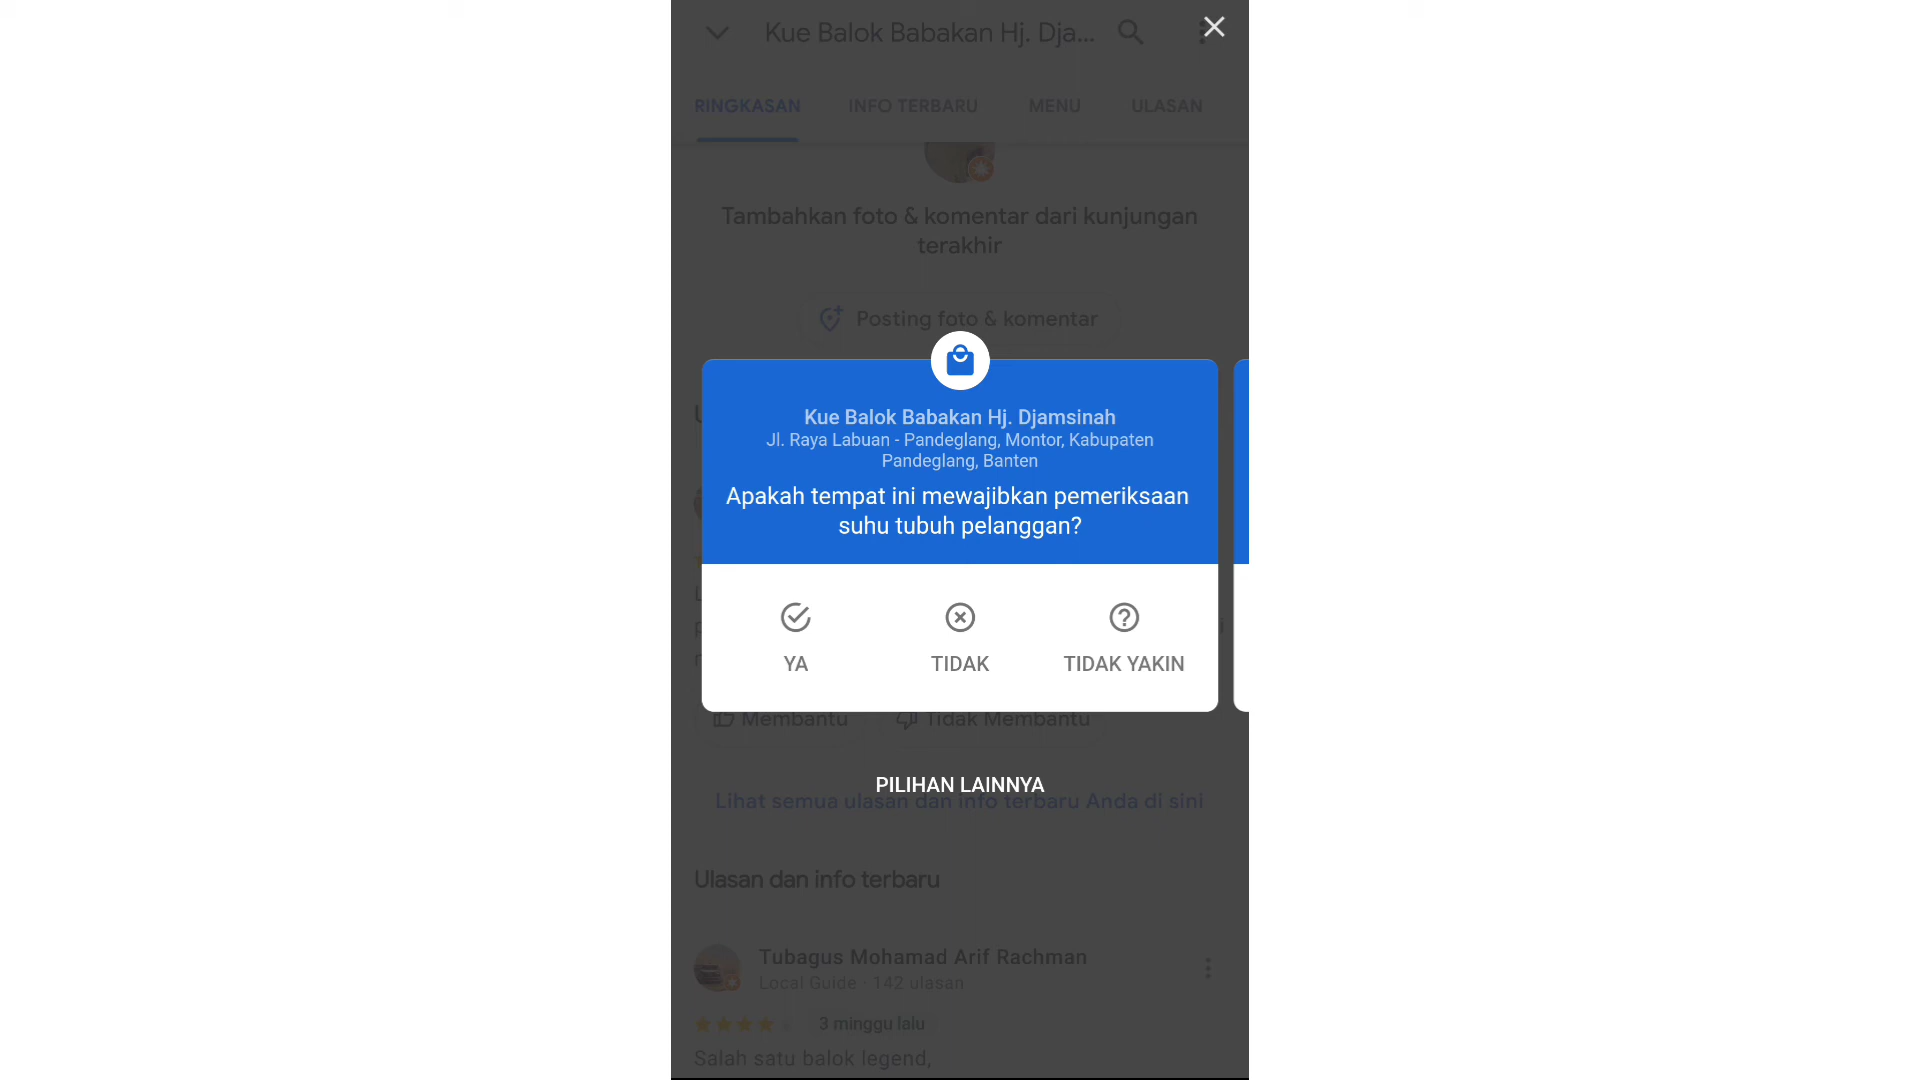 Kue Balok Babakan Hj. Dja...
RINGKASAN
INFO TERBARU
MENU
ULASAN
Tambahkan foto & komentar dari kunjungan
terakhir
Posting foto & komentar
Kue Balok Babakan Hj. Djamsinah
Jl. Raya Labuan - Pandeglang, Montor, Kabupaten
Pandeglang, Banten
Apakah tempat ini mewajibkan pemeriksaan
suhu tubuh pelanggan?
YA
TIDAK
TIDAK YAKIN
Membantu
Tidak Membantu
PILIHAN LAINNYA
Lihat semua ulasan dan info terbaru Anda di sini
Ulasan dan info terbaru
Tubagus Mohamad Arif Rachman
Local Guide · 142 ulasan
3 minggu lalu
Salah satu balok legend,